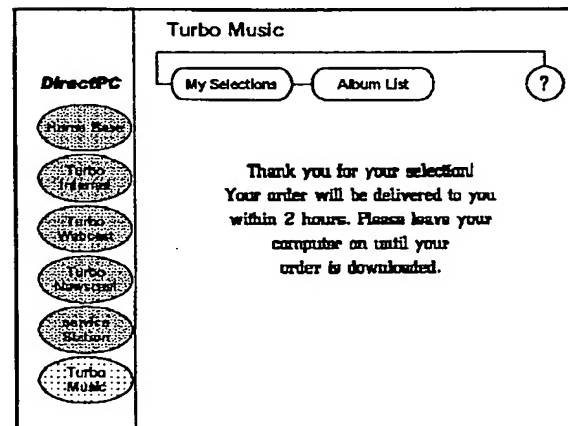 Turbo Music
DirectPC
My Selections
Album List
?
Home Base
Turbo
Internet
Turbo
Webcast
Turbo
Newscast
Service
Station
Turbo
Music
Thank you for your selection!
Your order will be delivered to you
within 2 hours. Please leave your
computer on until your
order is downloaded.